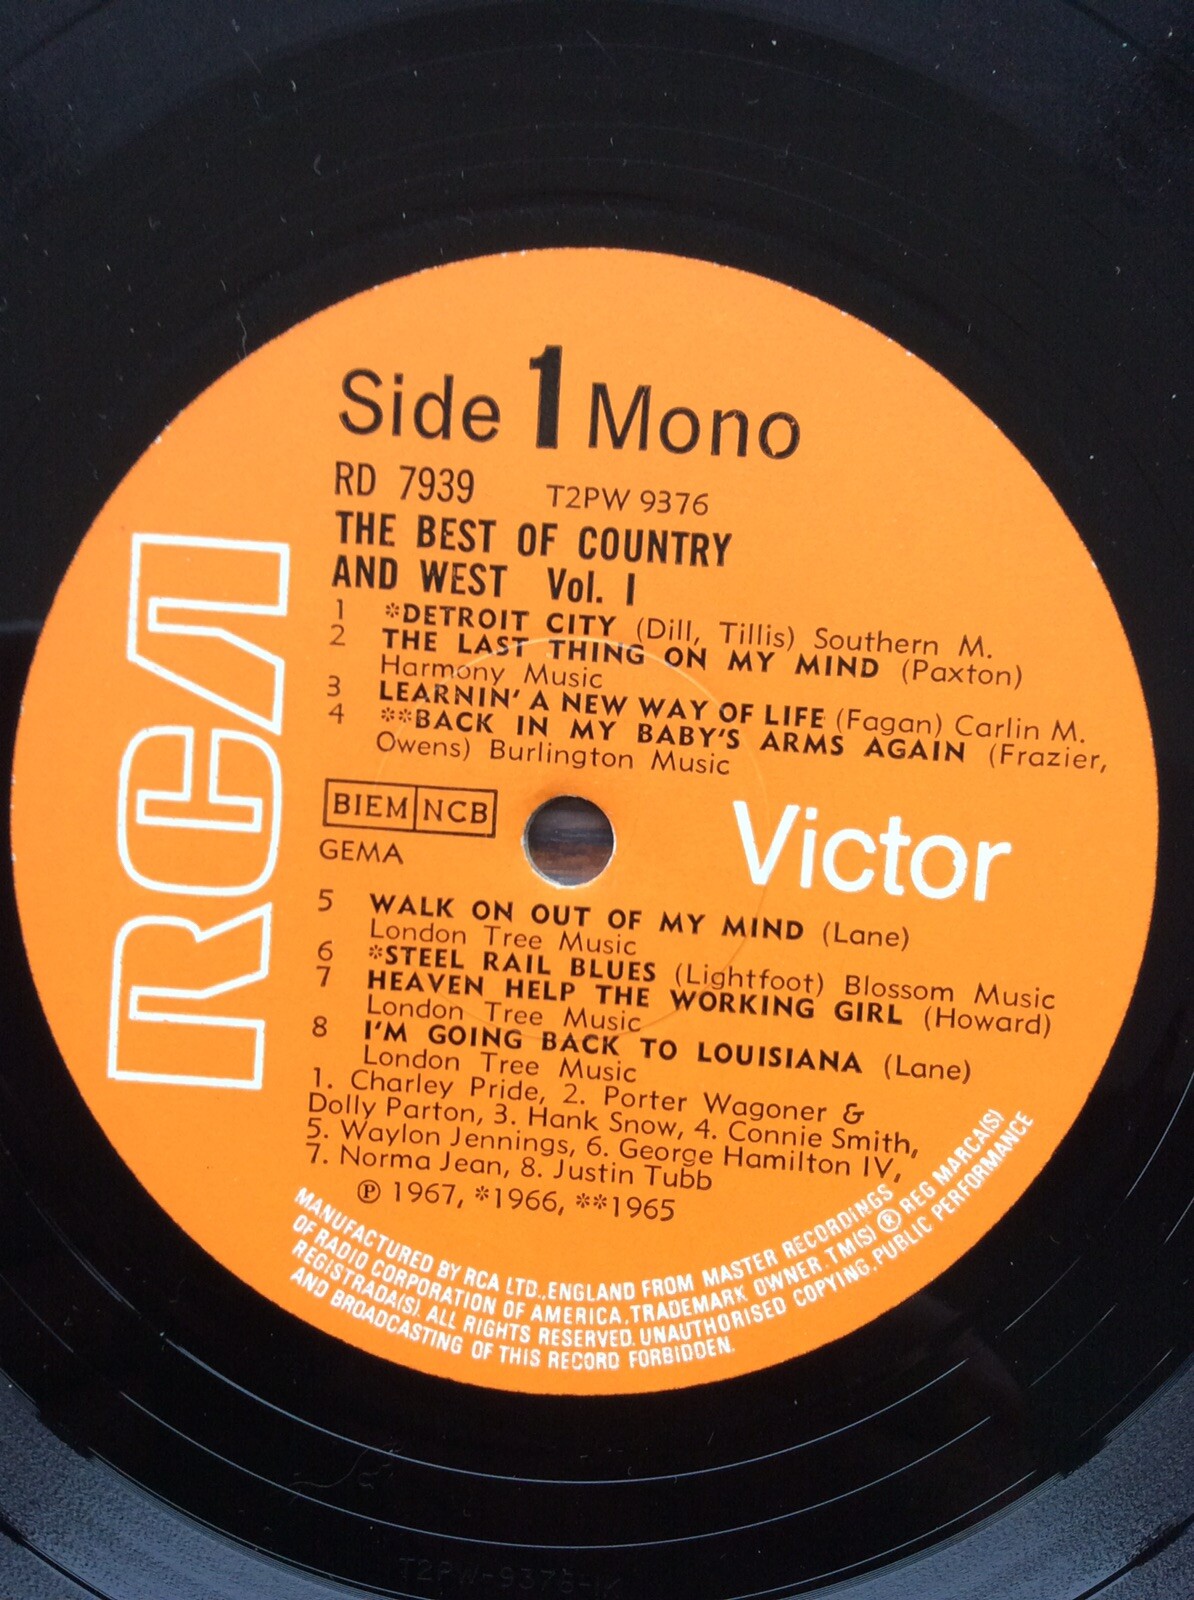 Side 1 Mono
RD 7939 T2PW 9376
THE BEST OF COUNTRY
AND WEST Vol. I
1 *DETROIT CITY (Dill, Tillis) Southern M.
2 THE LAST THING ON MY MIND (Paxton)
Harmony Music
3 LEARNIN' A NEW WAY OF LIFE (Fagan) Carlin M.
4 **BACK IN MY BABY'S ARMS AGAIN (Frazier,
Owens) Burlington Music
BIEM NCB
GEMA
RCA
Victor
5 WALK ON OUT OF MY MIND (Lane)
London Tree Music
6 *STEEL RAIL BLUES (Lightfoot) Blossom Music
7 HEAVEN HELP THE WORKING GIRL (Howard)
London Tree Music
8 I'M GOING BACK TO LOUISIANA (Lane)
London Tree Music
1. Charley Pride, 2. Porter Wagoner &
Dolly Parton, 3. Hank Snow, 4. Connie Smith,
5. Waylon Jennings, 6. George Hamilton IV,
7. Norma Jean, 8. Justin Tubb
℗ 1967, *1966, **1965
MANUFACTURED BY RCA LTD., ENGLAND FROM MASTER RECORDINGS
OF RADIO CORPORATION OF AMERICA, TRADEMARK OWNER. TM(S) ® REG MARCA(S)
REGISTRADA(S). ALL RIGHTS RESERVED. UNAUTHORISED COPYING, PUBLIC PERFORMANCE
AND BROADCASTING OF THIS RECORD FORBIDDEN.